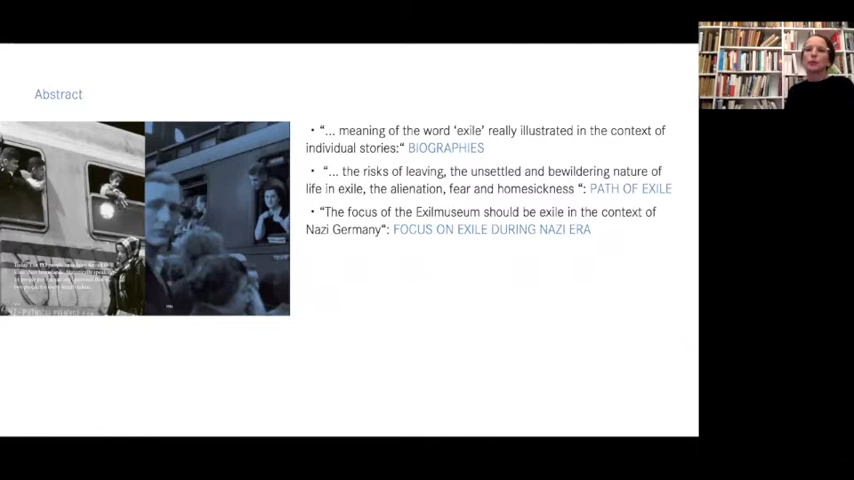 Abstract
• "... meaning of the word 'exile' really illustrated in the context of
individual stories:" BIOGRAPHIES
• "... the risks of leaving, the unsettled and bewildering nature of
life in exile, the alienation, fear and homesickness ": PATH OF EXILE
• "The focus of the Exilmuseum should be exile in the context of
Nazi Germany": FOCUS ON EXILE DURING NAZI ERA